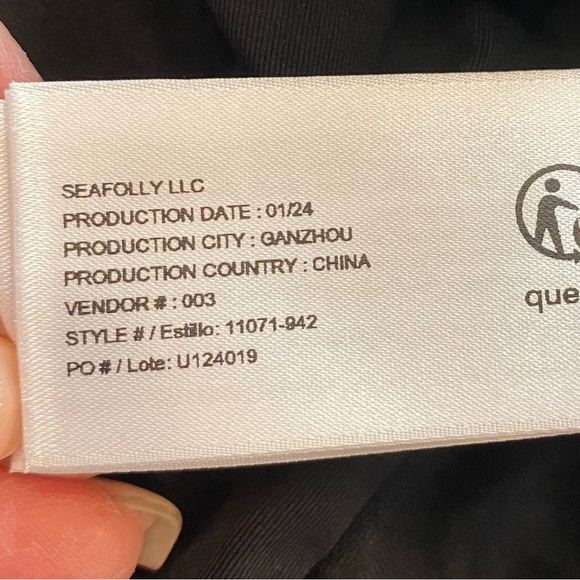 SEAFOLLY LLC
PRODUCTION DATE : 01/24
PRODUCTION CITY : GANZHOU
PRODUCTION COUNTRY : CHINA
VENDOR # : 003
STYLE # / Estillo: 11071-942
PO # / Lote: U124019
que